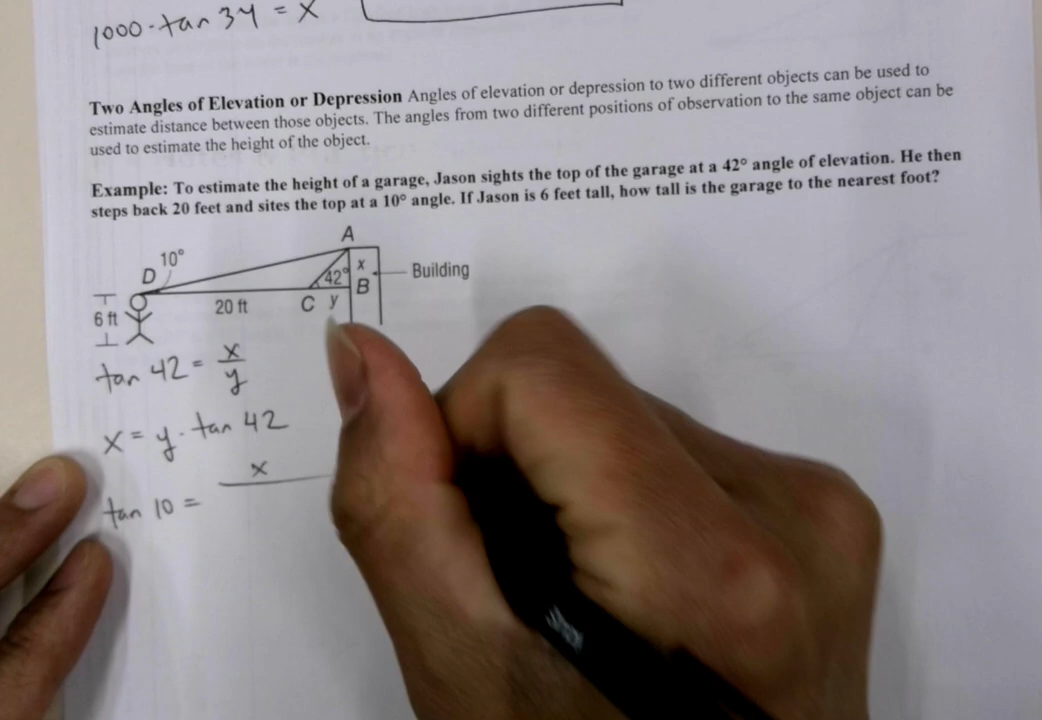 1000 · tan 34 = x
Two Angles of Elevation or Depression Angles of elevation or depression to two different objects can be used to
estimate distance between those objects. The angles from two different positions of observation to the same object can be
used to estimate the height of the object.
Example: To estimate the height of a garage, Jason sights the top of the garage at a 42° angle of elevation. He then
steps back 20 feet and sites the top at a 10° angle. If Jason is 6 feet tall, how tall is the garage to the nearest foot?
A
10°
D
42°
x
B
Building
20 ft
C
y
6 ft
tan 42 = x/y
x = y · tan 42
tan 10 = x